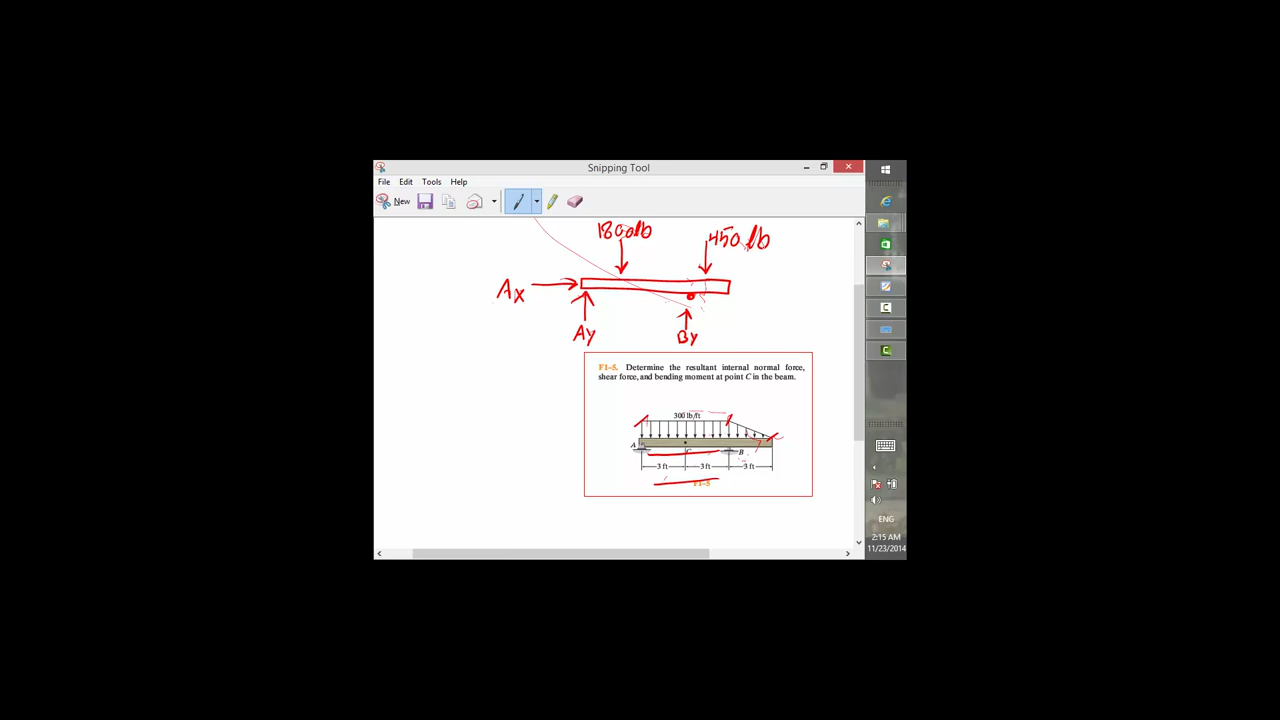 Snipping Tool
File Edit Tools Help
New
1800lb
450 lb
Ax
Ay
By
F1–5. Determine the resultant internal normal force,
shear force, and bending moment at point C in the beam.
300 lb/ft
A
C
B
3 ft 3 ft 3 ft
F1–5
ENG
2:15 AM
11/23/2014